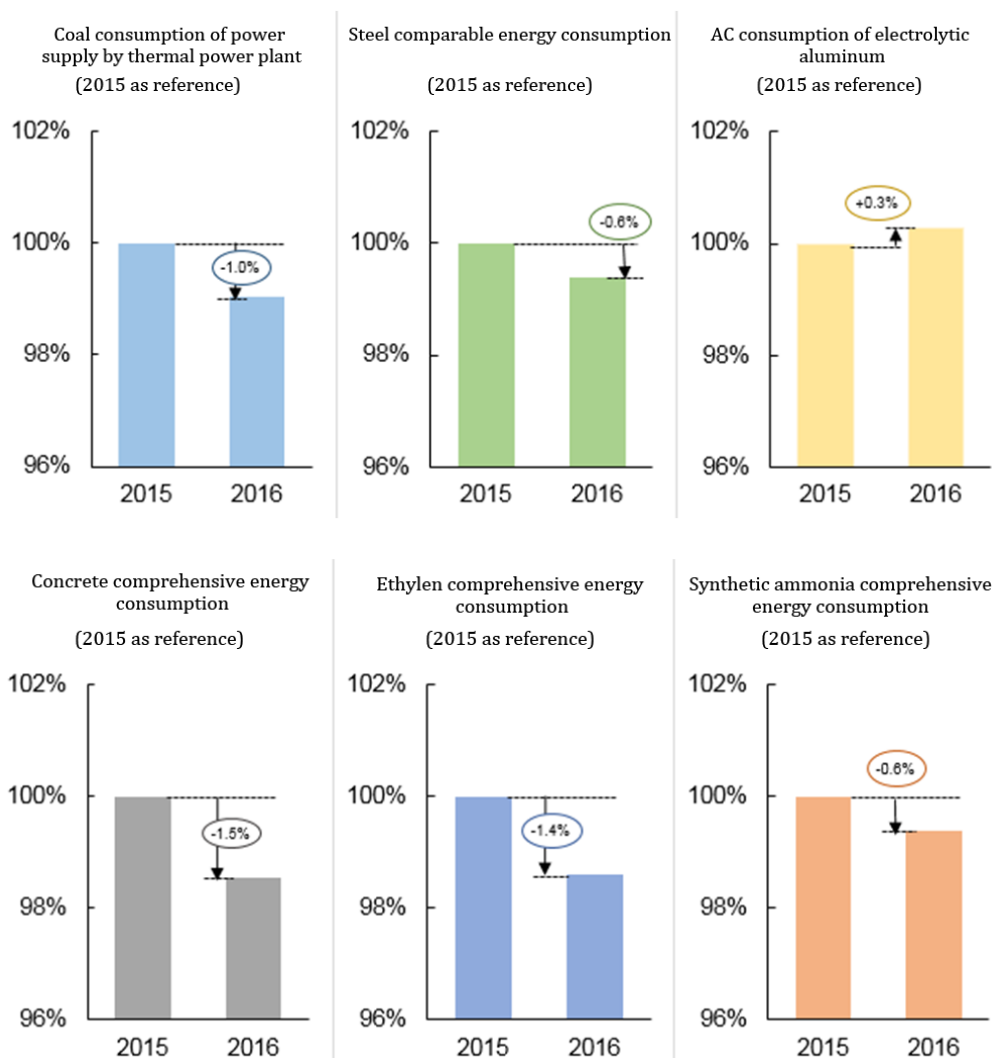 Coal consumption of power
supply by thermal power plant
(2015 as reference)
102%
100%
98%
96%
-1.0%
2015 2016
Steel comparable energy consumption
(2015 as reference)
102%
100%
98%
96%
-0.6%
2015 2016
AC consumption of electrolytic
aluminum
(2015 as reference)
102%
100%
98%
96%
+0.3%
2015 2016
Concrete comprehensive energy
consumption
(2015 as reference)
102%
100%
98%
96%
-1.5%
2015 2016
Ethylen comprehensive energy
consumption
(2015 as reference)
102%
100%
98%
96%
-1.4%
2015 2016
Synthetic ammonia comprehensive
energy consumption
(2015 as reference)
102%
100%
98%
96%
-0.6%
2015 2016